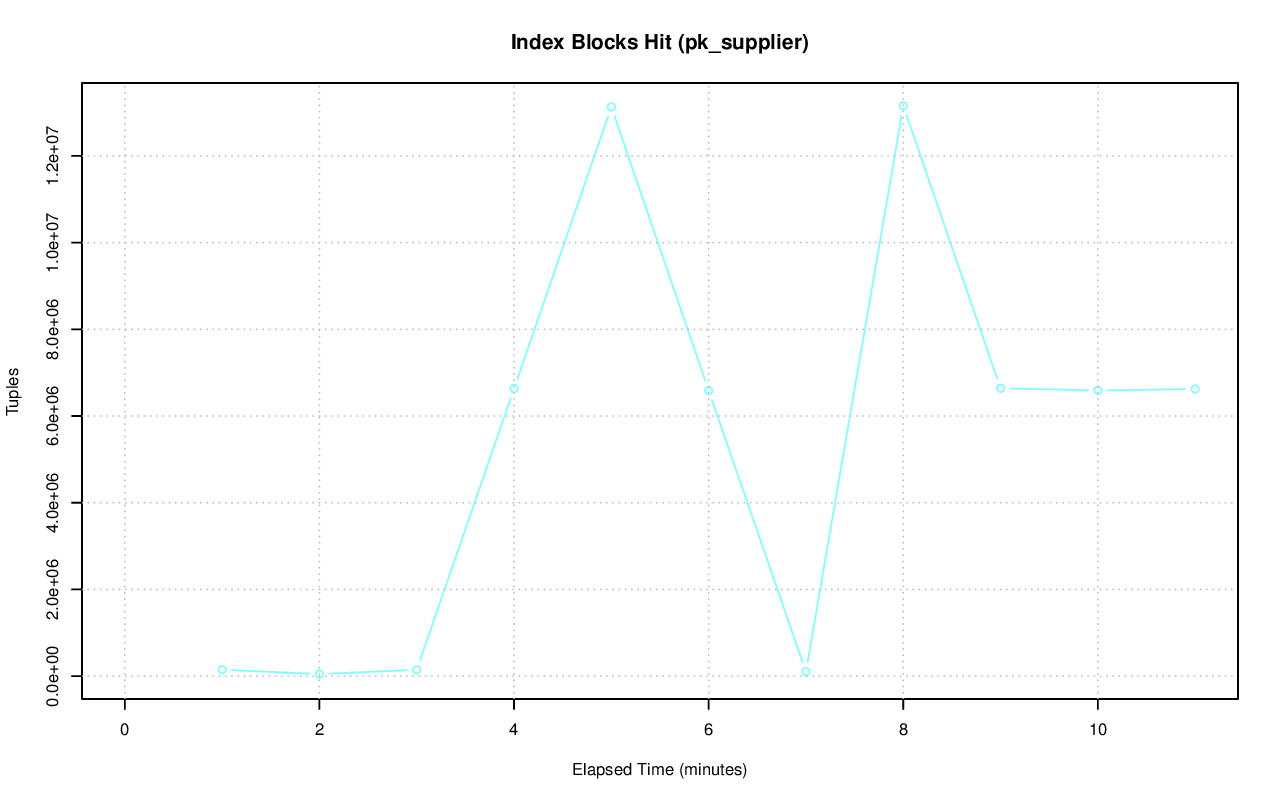 Index Blocks Hit (pk_supplier)
1.2e+07
1.0e+07
8.0e+06
6.0e+06
4.0e+06
2.0e+06
0.0e+00
Tuples
0 2 4 6 8 10
Elapsed Time (minutes)